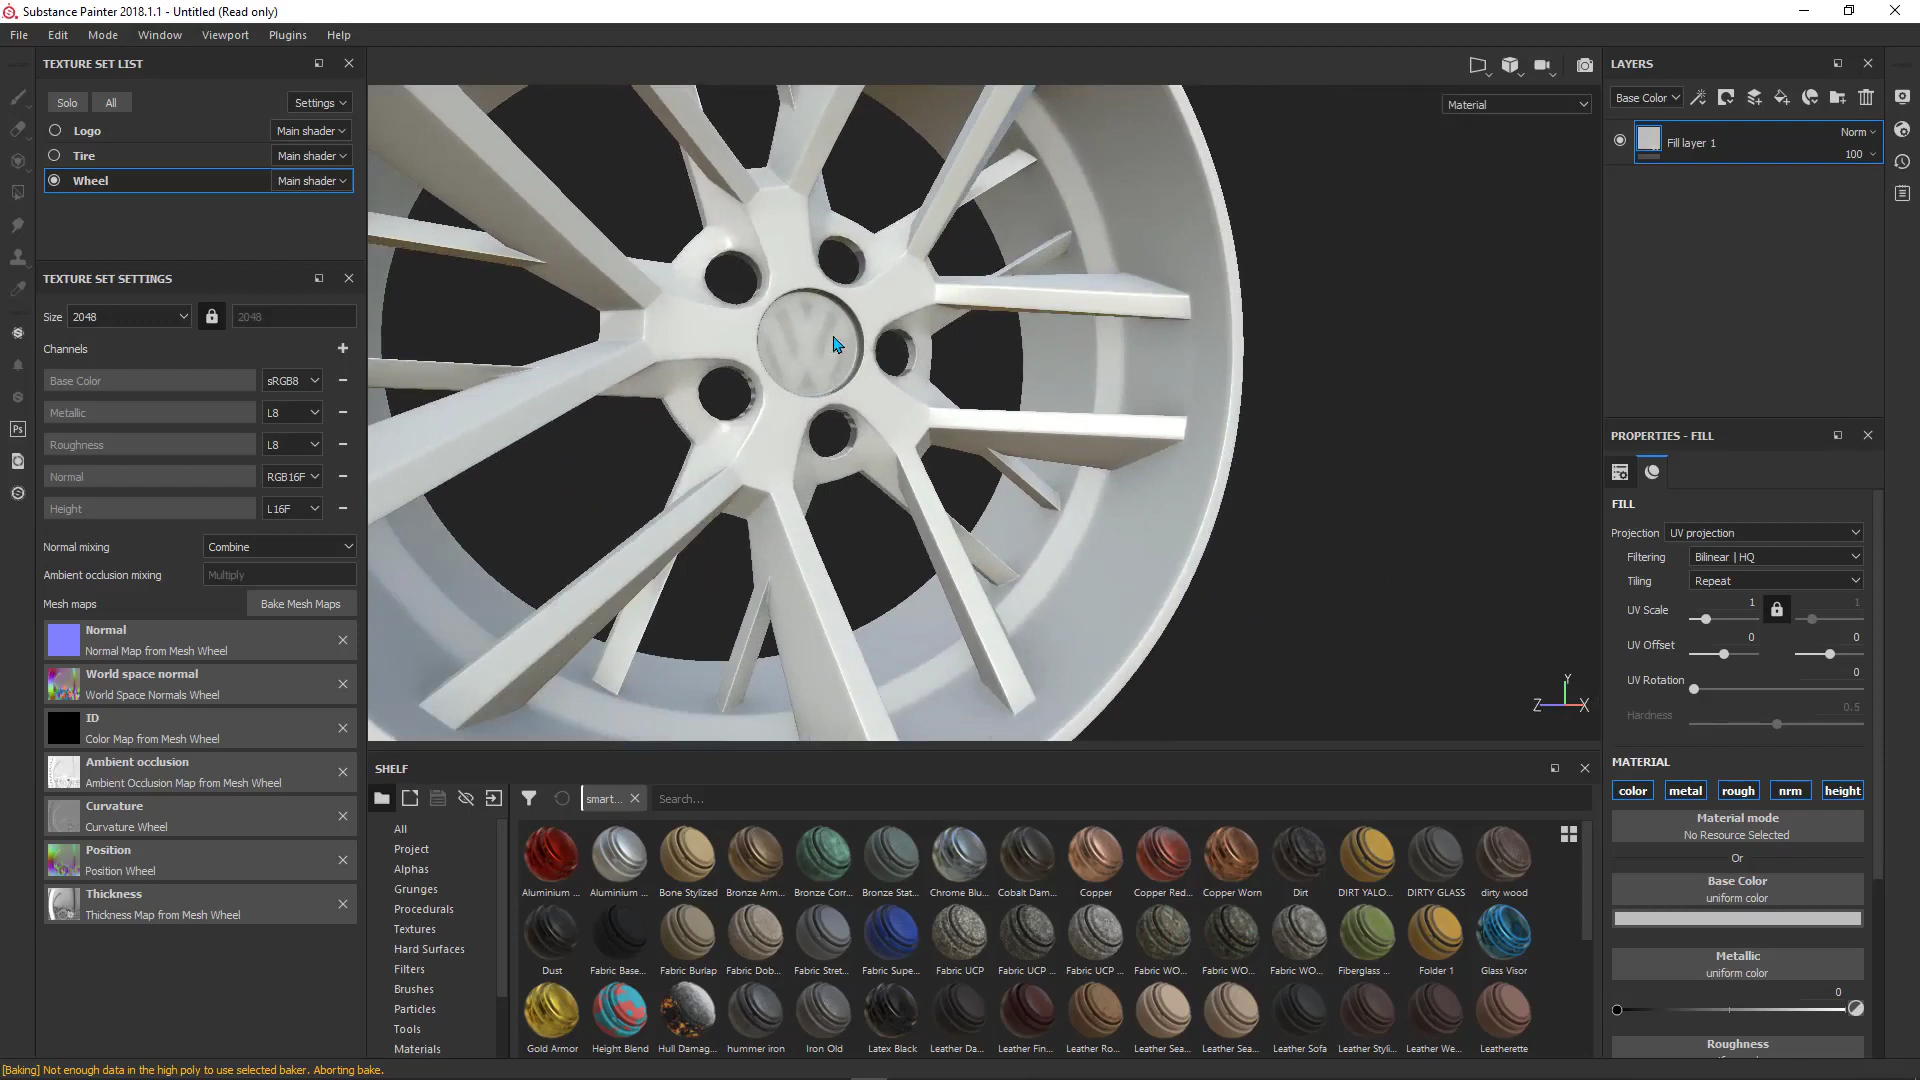 Substance Painter 2018.1.1 - Untitled (Read only)
File Edit Mode Window Viewport Plugins Help
TEXTURE SET LIST
Solo All Settings
Logo Main shader
Tire Main shader
Wheel Main shader
TEXTURE SET SETTINGS
Size 2048 2048
Channels
Base Color sRGB8
Metallic L8
Roughness L8
Normal RGB16F
Height L16F
Normal mixing Combine
Ambient occlusion mixing Multiply
Mesh maps Bake Mesh Maps
Normal
Normal Map from Mesh Wheel
World space normal
World Space Normals Wheel
ID
Color Map from Mesh Wheel
Ambient occlusion
Ambient Occlusion Map from Mesh Wheel
Curvature
Curvature Wheel
Position
Position Wheel
Thickness
Thickness Map from Mesh Wheel
Material
Y
Z X
SHELF
smart... Search...
All
Project
Alphas
Grunges
Procedurals
Textures
Hard Surfaces
Filters
Brushes
Particles
Tools
Materials
Aluminium ... Aluminium ... Bone Stylized Bronze Arm... Bronze Corr... Bronze Stat... Chrome Blu... Cobalt Dam... Copper Copper Red... Copper Worn Dirt DIRT YALO... DIRTY GLASS dirty wood
Dust Fabric Base... Fabric Burlap Fabric Dob... Fabric Stret... Fabric Supe... Fabric UCP Fabric UCP ... Fabric UCP ... Fabric WO... Fabric WO... Fabric WO... Fiberglass ... Folder 1 Glass Visor
Gold Armor Height Blend Hull Damag... hummer iron Iron Old Latex Black Leather Da... Leather Fin... Leather Ro... Leather Sea... Leather Sea... Leather Sofa Leather Styli... Leather We... Leatherette
LAYERS
Base Color
Fill layer 1 Norm
100
PROPERTIES - FILL
FILL
Projection UV projection
Filtering Bilinear | HQ
Tiling Repeat
UV Scale 1 1
UV Offset 0 0
UV Rotation 0
Hardness 0.5
MATERIAL
color metal rough nrm height
Material mode
No Resource Selected
Or
Base Color
uniform color
Metallic
uniform color
0
Roughness
Ps
[Baking] Not enough data in the high poly to use selected baker. Aborting bake.